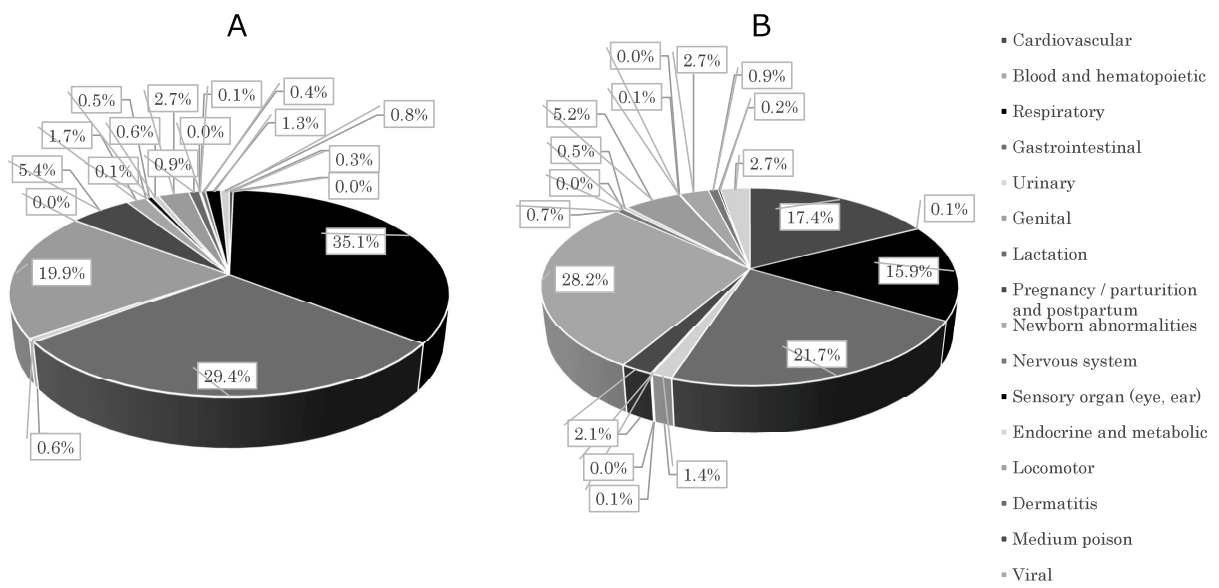 A
B
0.5%
2.7%
0.1%
0.4%
1.7%
0.6%
0.0%
1.3%
0.8%
5.4%
0.1%
0.9%
0.3%
0.0%
0.0%
35.1%
19.9%
29.4%
0.6%
0.0%
2.7%
0.9%
0.1%
0.2%
5.2%
0.5%
2.7%
0.0%
0.7%
17.4%
0.1%
15.9%
28.2%
21.7%
2.1%
0.0%
1.4%
0.1%
Cardiovascular
Blood and hematopoietic
Respiratory
Gastrointestinal
Urinary
Genital
Lactation
Pregnancy / parturition
and postpartum
Newborn abnormalities
Nervous system
Sensory organ (eye, ear)
Endocrine and metabolic
Locomotor
Dermatitis
Medium poison
Viral